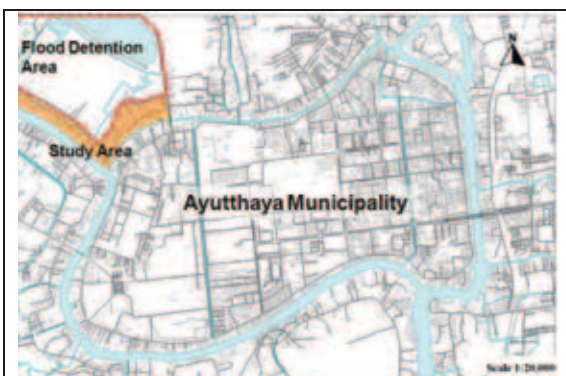 Flood Detention
Area
N
Study Area
Ayutthaya Municipality
Scale 1:20,000